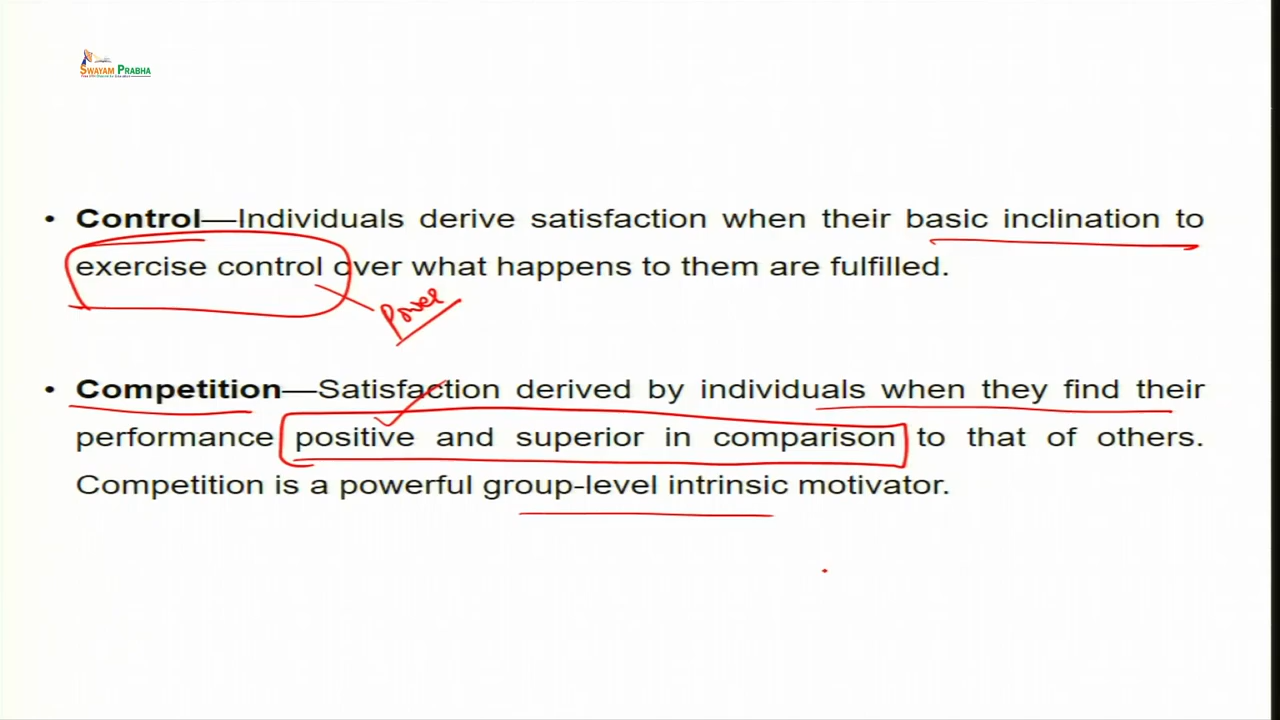 SWAYAM PRABHA
• Control—Individuals derive satisfaction when their basic inclination to
exercise control over what happens to them are fulfilled.
Power
• Competition—Satisfaction derived by individuals when they find their
performance positive and superior in comparison to that of others.
Competition is a powerful group-level intrinsic motivator.